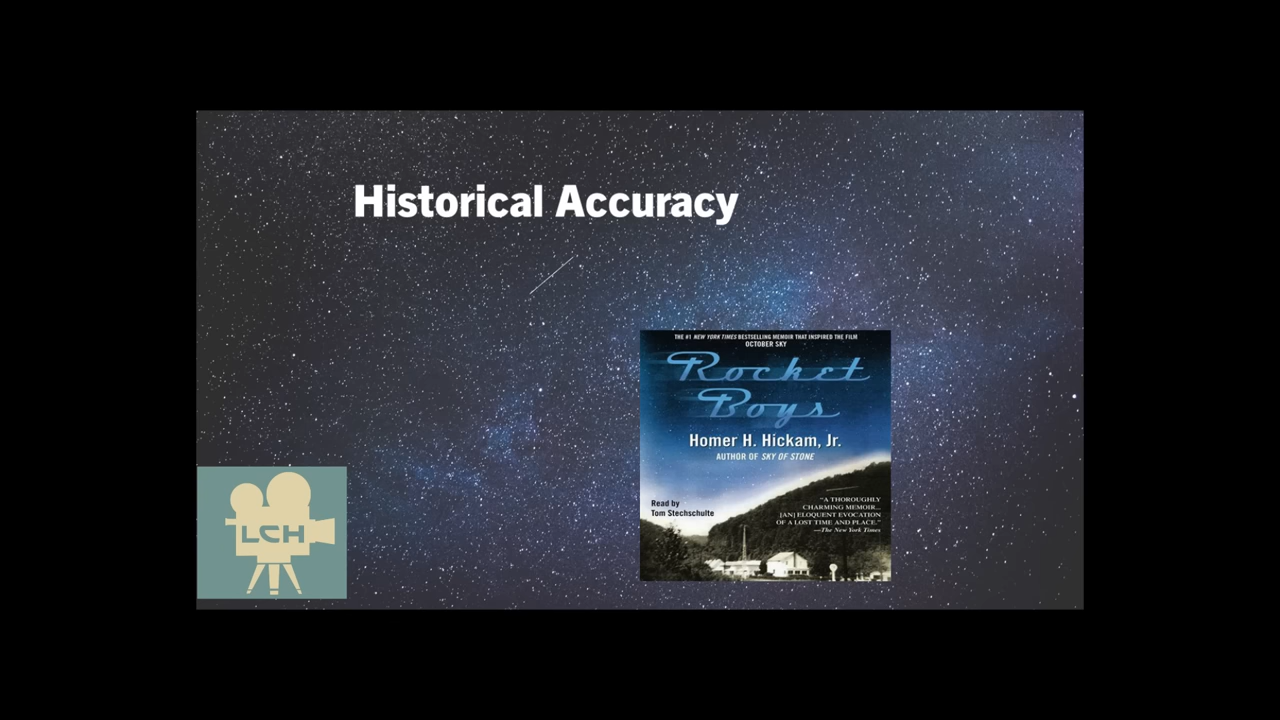 Historical Accuracy
THE #1 NEW YORK TIMES BESTSELLING MEMOIR THAT INSPIRED THE FILM
OCTOBER SKY
Rocket
Boys
Homer H. Hickam, Jr.
AUTHOR OF SKY OF STONE
Read by
Tom Stechschulte
“A THOROUGHLY
CHARMING MEMOIR...
[AN] ELOQUENT EVOCATION
OF A LOST TIME AND PLACE.”
—The New York Times
LCH